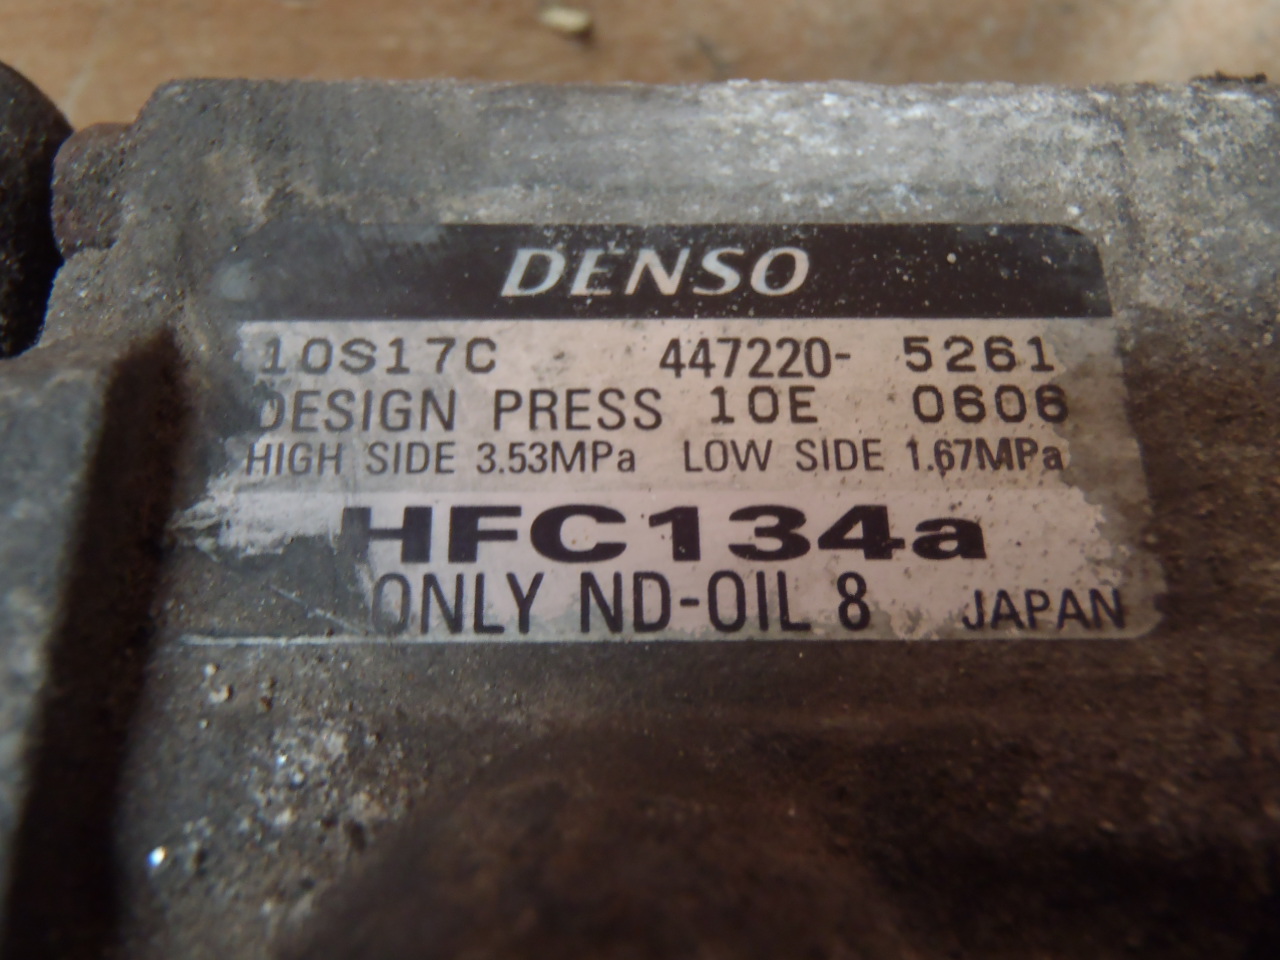 DENSO
10S17C 447220- 5261
DESIGN PRESS 10E 0606
HIGH SIDE 3.53MPa LOW SIDE 1.67MPa
HFC134a
ONLY ND-OIL 8 JAPAN